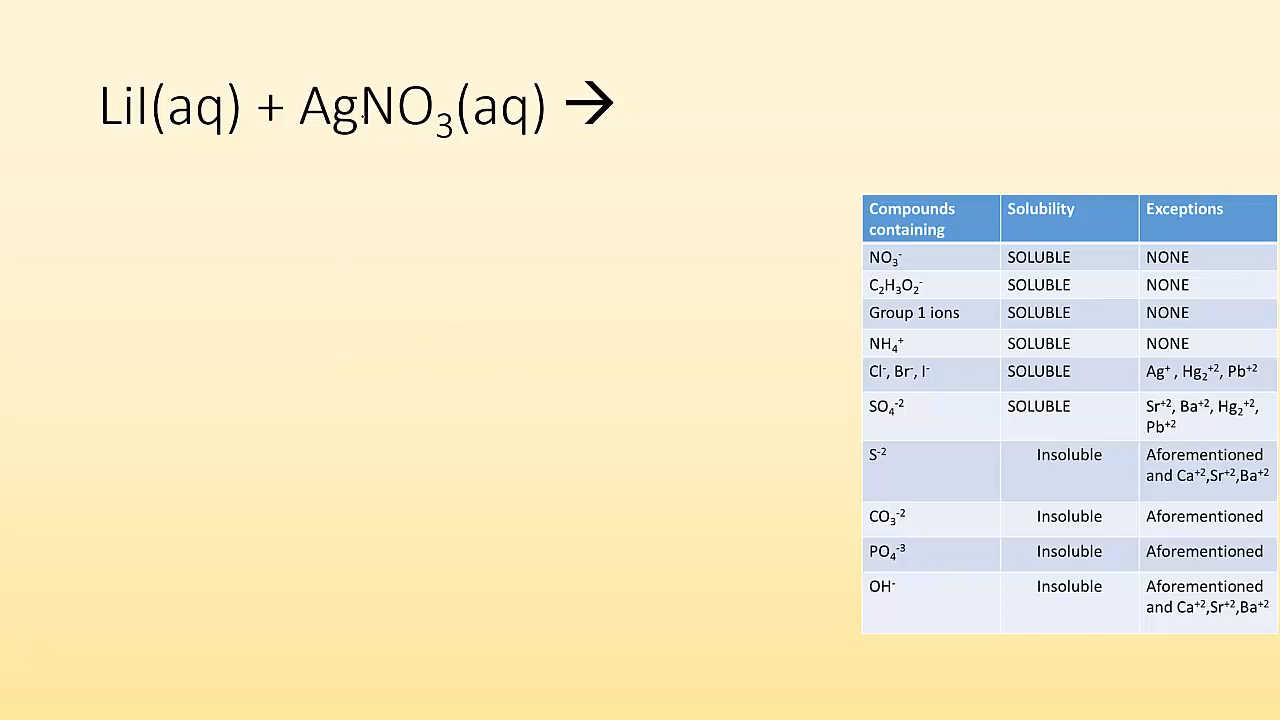 LiI(aq) + AgNO₃(aq) →
Compounds containing Solubility Exceptions
NO₃⁻ SOLUBLE NONE
C₂H₃O₂⁻ SOLUBLE NONE
Group 1 ions SOLUBLE NONE
NH₄⁺ SOLUBLE NONE
Cl⁻, Br⁻, I⁻ SOLUBLE Ag⁺ , Hg₂⁺², Pb⁺²
SO₄⁻² SOLUBLE Sr⁺², Ba⁺², Hg₂⁺², Pb⁺²
S⁻² Insoluble Aforementioned and Ca⁺²,Sr⁺²,Ba⁺²
CO₃⁻² Insoluble Aforementioned
PO₄⁻³ Insoluble Aforementioned
OH⁻ Insoluble Aforementioned and Ca⁺²,Sr⁺²,Ba⁺²